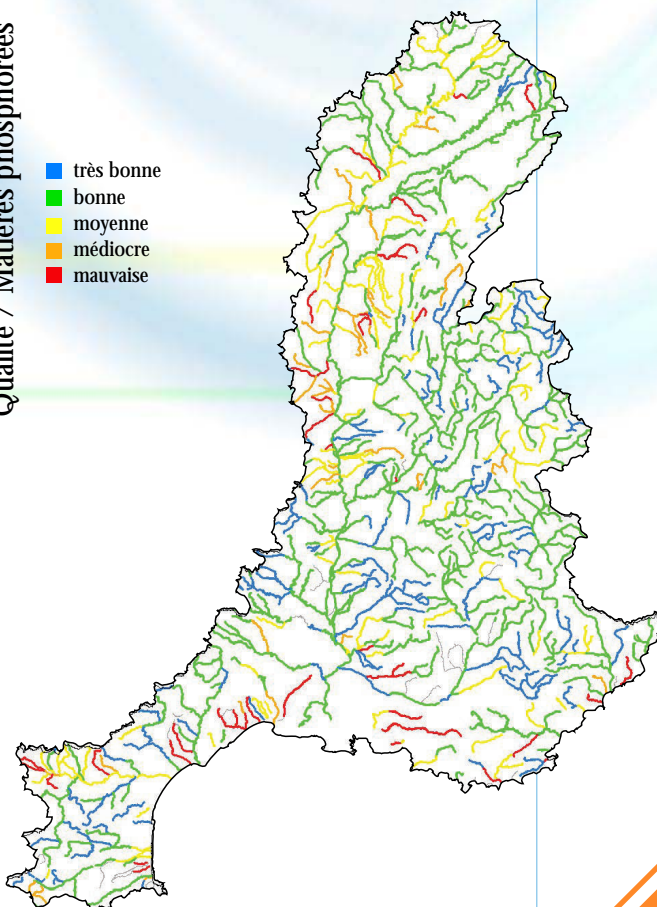 Qualité / Matières phosphorées
très bonne
bonne
moyenne
médiocre
mauvaise